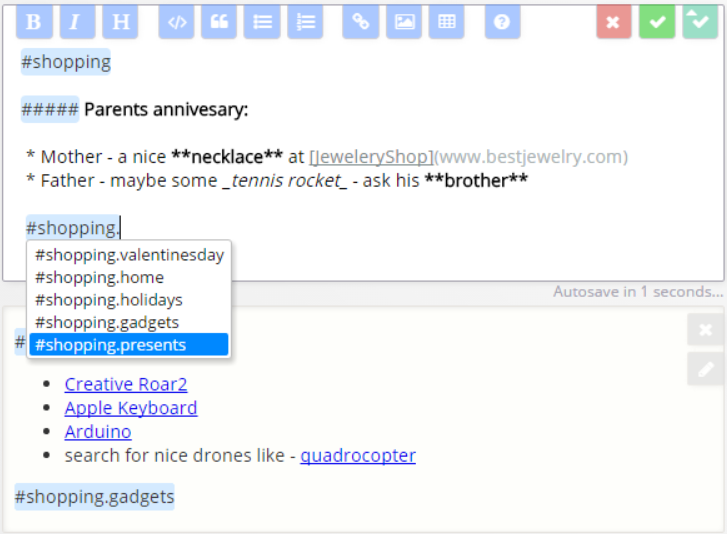 B I H </> ?
#shopping
##### Parents annivesary:
* Mother - a nice **necklace** at [JeweleryShop](www.bestjewelry.com)
* Father - maybe some _tennis rocket_ - ask his **brother**
#shopping.
#shopping.valentinesday
#shopping.home
#shopping.holidays
#shopping.gadgets
#shopping.presents
Autosave in 1 seconds...
#
• Creative Roar2
• Apple Keyboard
• Arduino
• search for nice drones like - quadrocopter
#shopping.gadgets